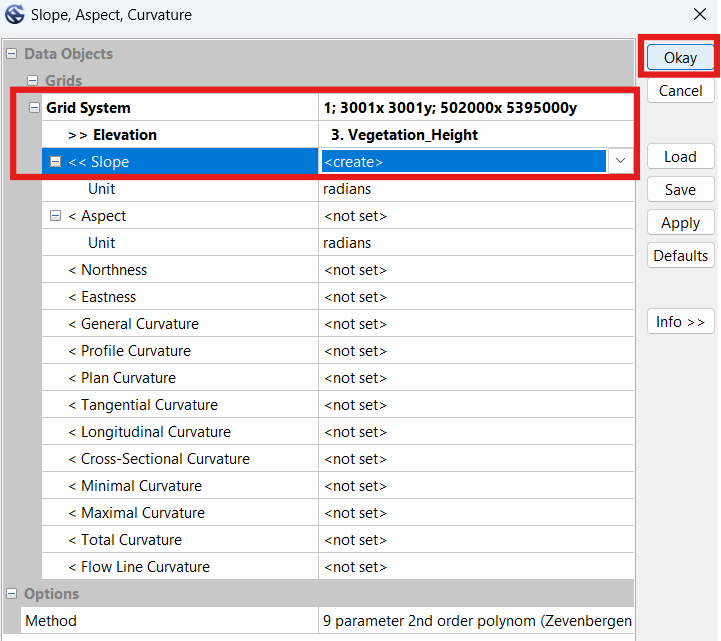 Slope, Aspect, Curvature
Data Objects
Okay
Grids
Cancel
Grid System 1; 3001x 3001y; 502000x 5395000y
>> Elevation 3. Vegetation_Height
<< Slope <create>
Load
Unit radians
Save
< Aspect <not set>
Apply
Unit radians
Defaults
< Northness <not set>
< Eastness <not set>
< General Curvature <not set>
Info >>
< Profile Curvature <not set>
< Plan Curvature <not set>
< Tangential Curvature <not set>
< Longitudinal Curvature <not set>
< Cross-Sectional Curvature <not set>
< Minimal Curvature <not set>
< Maximal Curvature <not set>
< Total Curvature <not set>
< Flow Line Curvature <not set>
Options
Method 9 parameter 2nd order polynom (Zevenbergen